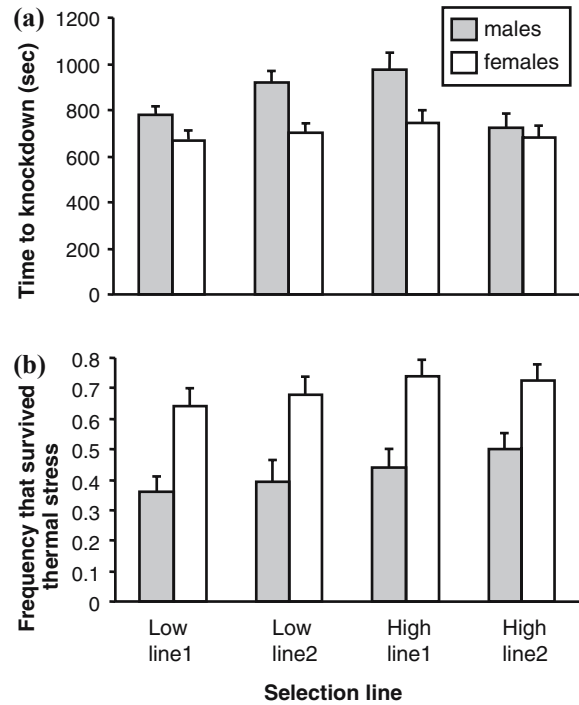 (a)
males
females
Time to knockdown (sec)
1200
1000
800
600
400
200
0
(b)
Frequency that survived
thermal stress
0.8
0.7
0.6
0.5
0.4
0.3
0.2
0.1
0
Low
line1
Low
line2
High
line1
High
line2
Selection line